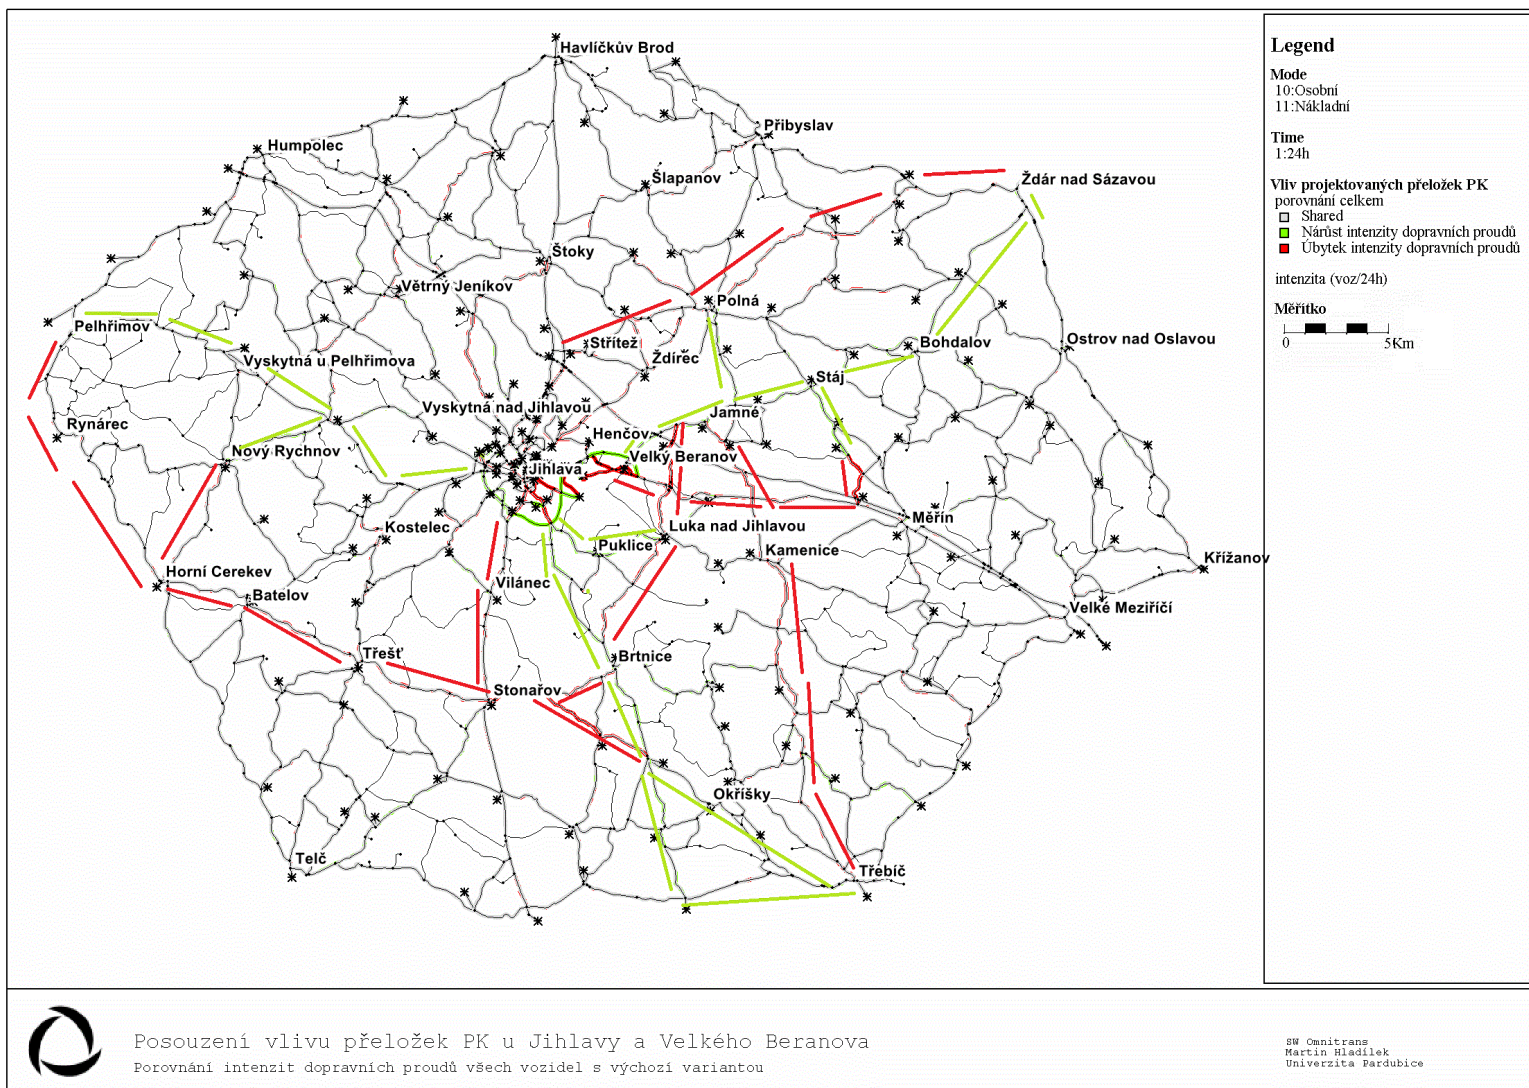 Havlíčkův Brod
Přibyslav
Humpolec
Šlapanov
Ždár nad Sázavou
Štoky
Větrný Jeníkov
Polná
Pelhřimov
Střítež
Bohdalov
Ostrov nad Oslavou
Vyskytná u Pelhřimova
Ždírec
Stáj
Vyskytná nad Jihlavou
Jamné
Rynárec
Henčov
Nový Rychnov
Velký Beranov
Jihlava
Měřín
Kostelec
Luka nad Jihlavou
Puklice
Kamenice
Křížanov
Horní Cerekev
Vilánec
Batelov
Velké Meziříčí
Třešť
Brtnice
Stonařov
Okříšky
Telč
Třebíč
Legend
Mode
10:Osobní
11:Nákladní
Time
1:24h
Vliv projektovaných přeložek PK
porovnání celkem
Shared
Nárůst intenzity dopravních proudů
Úbytek intenzity dopravních proudů
intenzita (voz/24h)
Měřítko
0 5Km
Posouzení vlivu přeložek PK u Jihlavy a Velkého Beranova
Porovnání intenzit dopravních proudů všech vozidel s výchozí variantou
SW Omnitrans
Martin Hladílek
Univerzita Pardubice